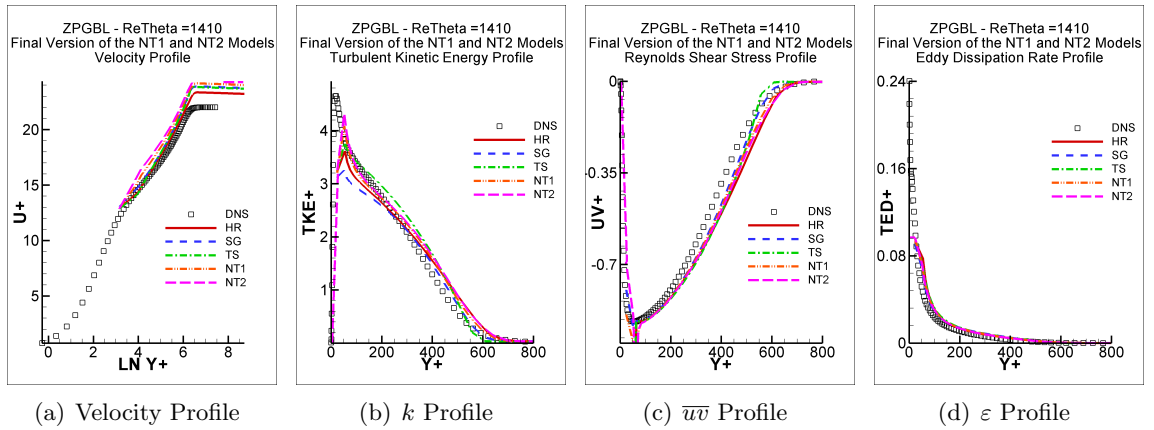 ZPGBL - ReTheta =1410
Final Version of the NT1 and NT2 Models
Velocity Profile
U+
20
15
10
5
0
2
4
6
8
LN Y+
DNS
HR
SG
TS
NT1
NT2
(a) Velocity Profile
ZPGBL - ReTheta =1410
Final Version of the NT1 and NT2 Models
Turbulent Kinetic Energy Profile
TKE+
4
3
2
1
0
200
400
600
800
Y+
DNS
HR
SG
TS
NT1
NT2
(b) k Profile
ZPGBL - ReTheta =1410
Final Version of the NT1 and NT2 Models
Reynolds Shear Stress Profile
UV+
0
-0.35
-0.7
0
200
400
600
800
Y+
DNS
HR
SG
TS
NT1
NT2
(c) u̅v̅ Profile
ZPGBL - ReTheta =1410
Final Version of the NT1 and NT2 Models
Eddy Dissipation Rate Profile
TED+
0.24
0.16
0.08
0
0
200
400
600
800
Y+
DNS
HR
SG
TS
NT1
NT2
(d) ε Profile